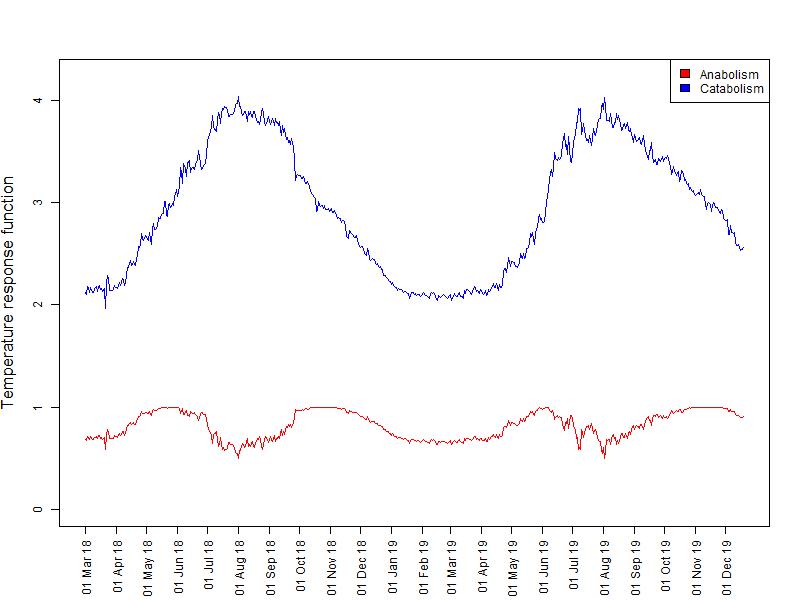 Anabolism
Catabolism
Temperature response function
4
3
2
1
0
01 Mar 18
01 Apr 18
01 May 18
01 Jun 18
01 Jul 18
01 Aug 18
01 Sep 18
01 Oct 18
01 Nov 18
01 Dec 18
01 Jan 19
01 Feb 19
01 Mar 19
01 Apr 19
01 May 19
01 Jun 19
01 Jul 19
01 Aug 19
01 Sep 19
01 Oct 19
01 Nov 19
01 Dec 19